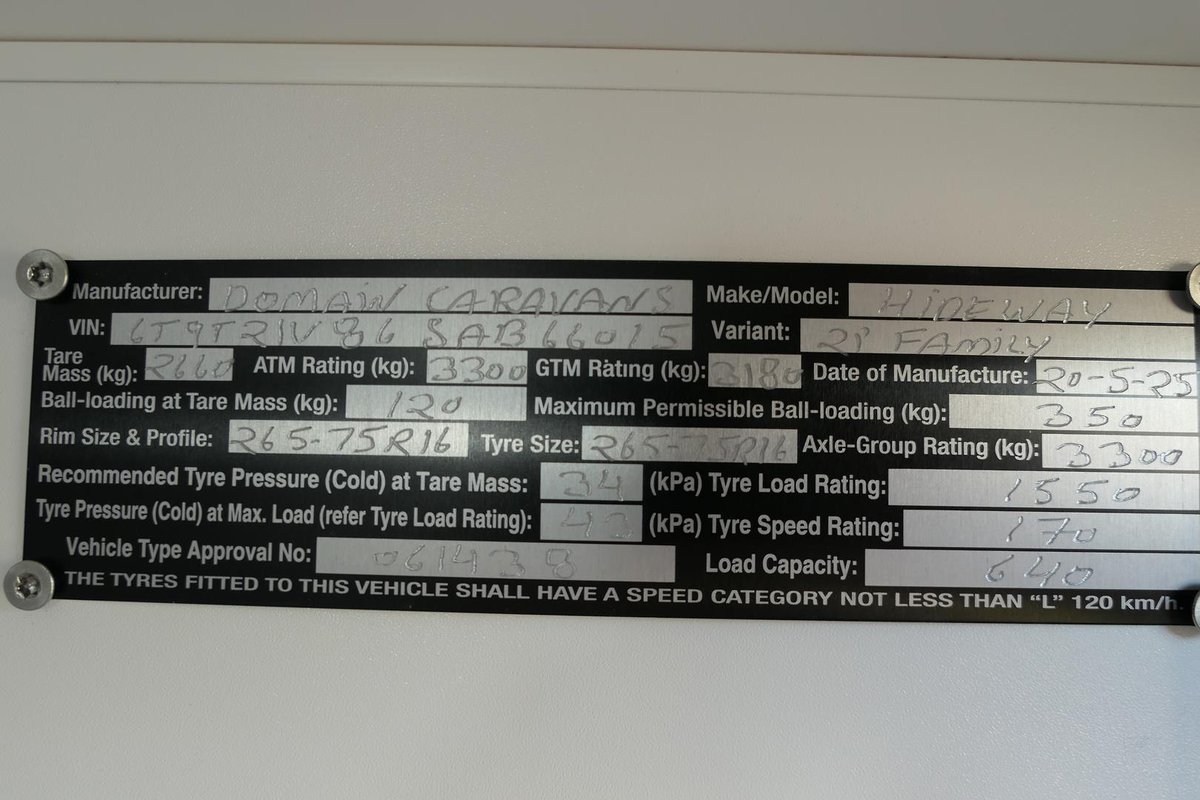 Manufacturer: DOMAIN CARAVANS Make/Model: HIDEWAY
VIN: 6T9T21V86 SAB66015 Variant: 21' FAMILY
Tare Mass (kg): 2660 ATM Rating (kg): 3300 GTM Rating (kg): 3180 Date of Manufacture: 20-5-25
Ball-loading at Tare Mass (kg): 120 Maximum Permissible Ball-loading (kg): 350
Rim Size & Profile: 265-75R16 Tyre Size: 265-75R16 Axle-Group Rating (kg): 3300
Recommended Tyre Pressure (Cold) at Tare Mass: 34 (kPa) Tyre Load Rating: 1550
Tyre Pressure (Cold) at Max. Load (refer Tyre Load Rating): (kPa) Tyre Speed Rating: 170
Vehicle Type Approval No: 061438 Load Capacity: 640
THE TYRES FITTED TO THIS VEHICLE SHALL HAVE A SPEED CATEGORY NOT LESS THAN “L” 120 km/h.